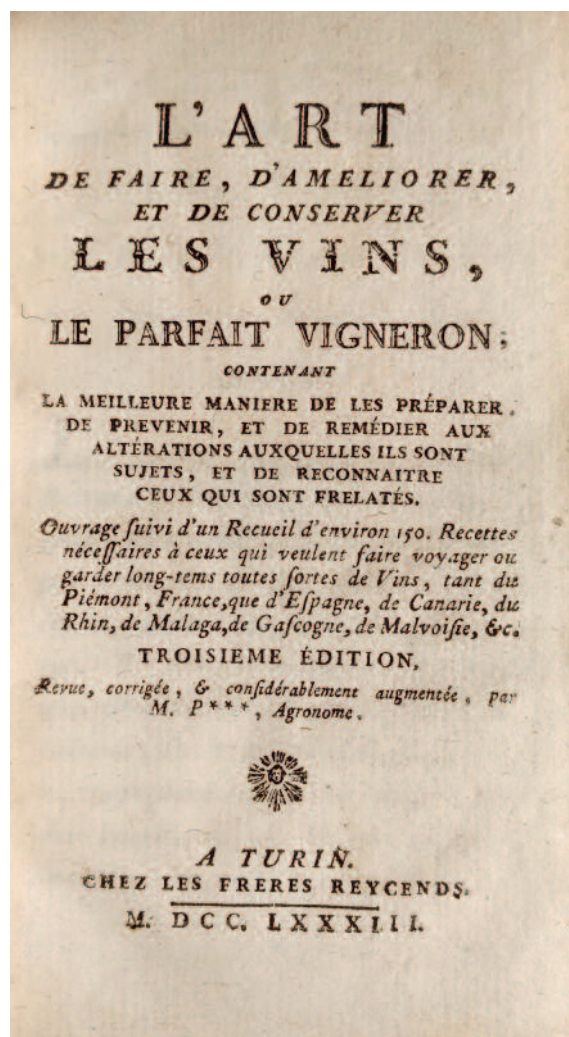 L'ART
DE FAIRE, D'AMELIORER,
ET DE CONSERVER
LES VINS,
OU
LE PARFAIT VIGNERON;
CONTENANT
LA MEILLEURE MANIERE DE LES PRÉPARER,
DE PREVENIR, ET DE REMÉDIER AUX
ALTÉRATIONS AUXQUELLES ILS SONT
SUJETS, ET DE RECONNAITRE
CEUX QUI SONT FRELATÉS.
Ouvrage ſuivi d'un Recueil d'environ 150. Recettes
néceſſaires à ceux qui veulent faire voyager ou
garder long-tems toutes ſortes de Vins, tant du
Piémont, France, que d'Eſpagne, de Canarie, du
Rhin, de Malaga, de Gaſcogne, de Malvoiſie, &c.
TROISIEME ÉDITION,
Revue, corrigée, & conſidérablement augmentée, par
M. P***, Agronome.
A TURIN.
CHEZ LES FRERES REYCENDS.
M. DCC. LXXXIII.